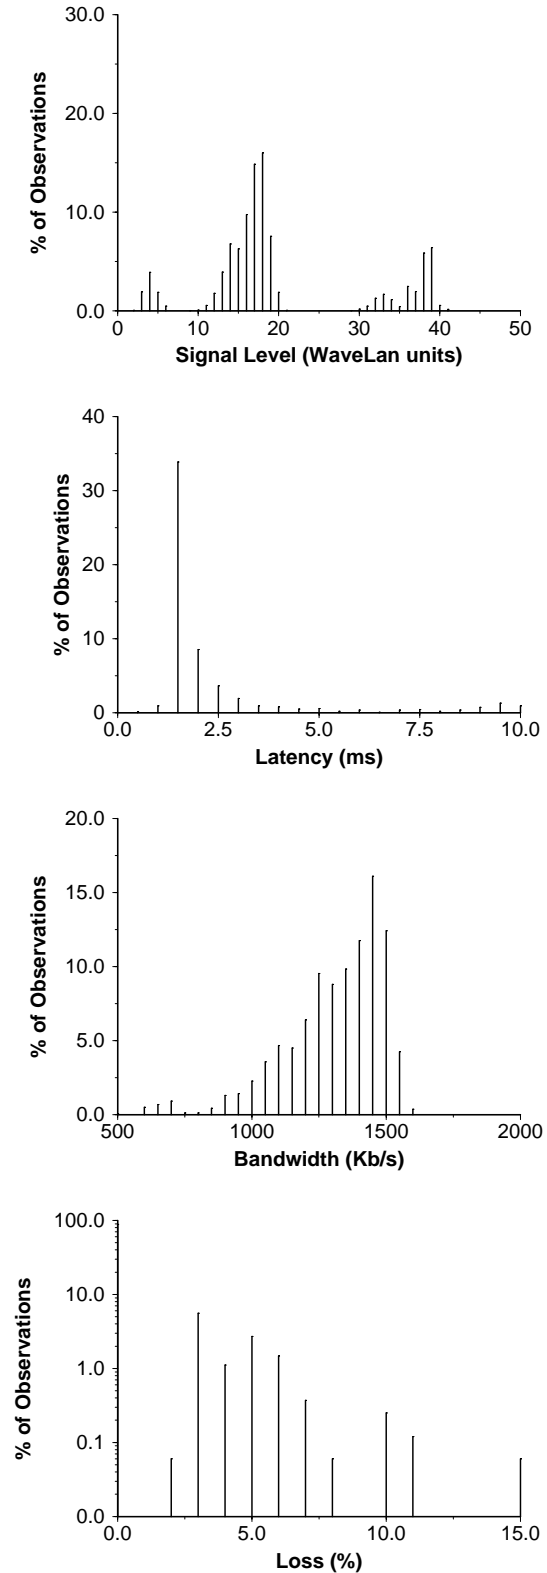 30.0
20.0
10.0
0.0
% of Observations
0 10 20 30 40 50
Signal Level (WaveLan units)
40
30
20
10
0
% of Observations
0.0 2.5 5.0 7.5 10.0
Latency (ms)
20.0
15.0
10.0
5.0
0.0
% of Observations
500 1000 1500 2000
Bandwidth (Kb/s)
100.0
10.0
1.0
0.1
0.0
% of Observations
0.0 5.0 10.0 15.0
Loss (%)